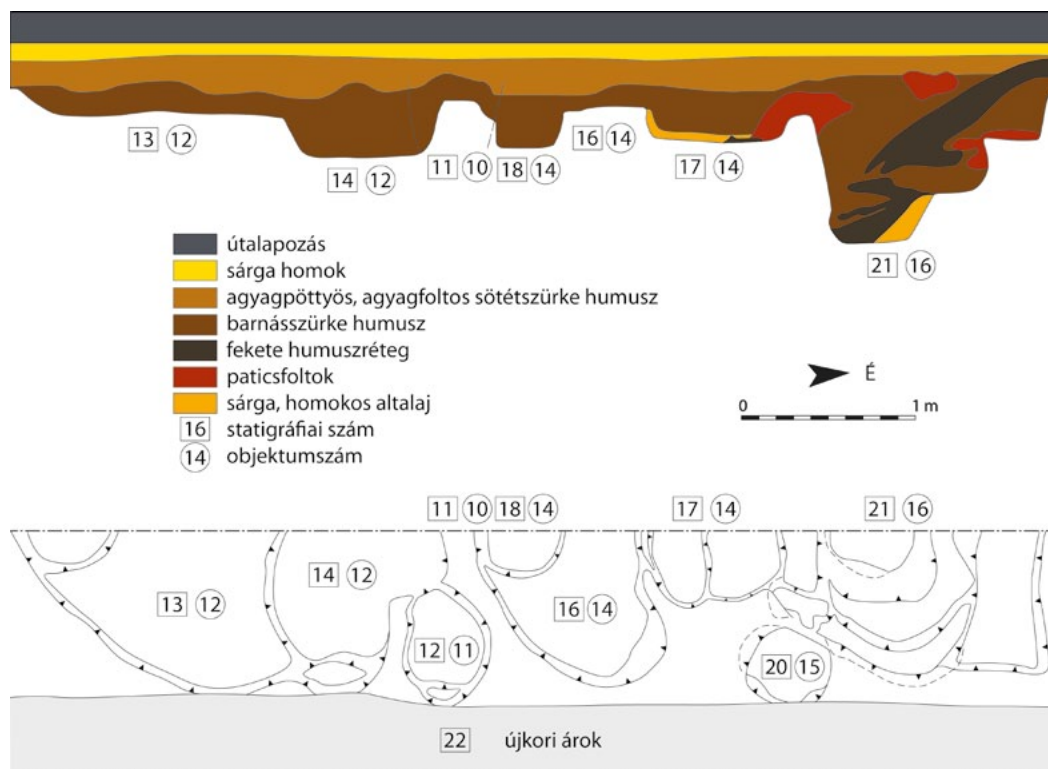 13 12
14 12
11 10
18 14
16 14
17 14
21 16
útalapozás
sárga homok
agyagpöttyös, agyagfoltos sötétszürke humusz
barnásszürke humusz
fekete humuszréteg
paticsfoltok
sárga, homokos altalaj
16 statigráfiai szám
14 objektumszám
É
0 1 m
11 10 18 14
17 14
21 16
13 12
14 12
12 11
16 14
20 15
22 újkori árok